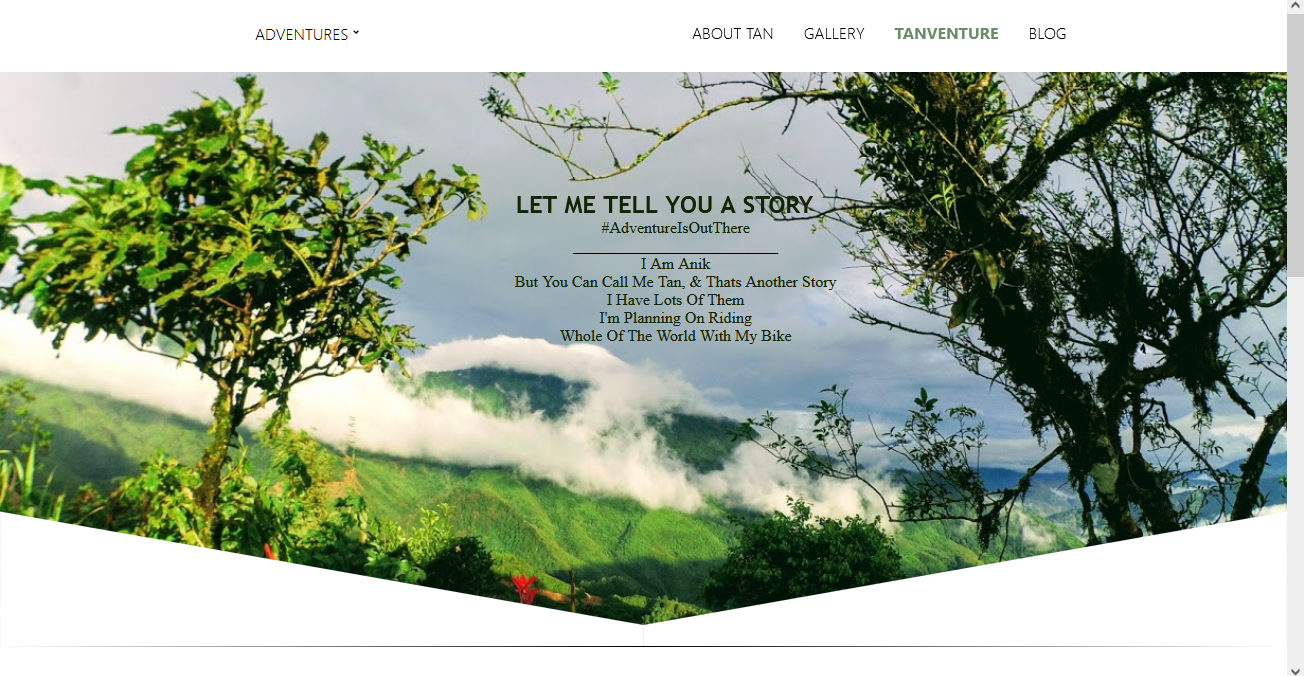 ADVENTURES
ABOUT TAN GALLERY TANVENTURE BLOG
LET ME TELL YOU A STORY
#AdventureIsOutThere
I Am Anik
But You Can Call Me Tan, & Thats Another Story
I Have Lots Of Them
I'm Planning On Riding
Whole Of The World With My Bike